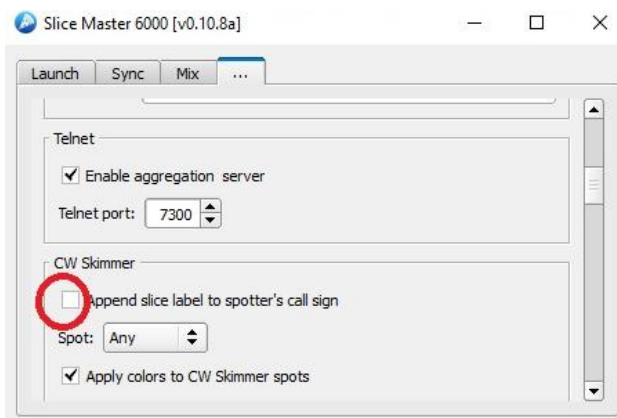 Slice Master 6000 [v0.10.8a]
Launch Sync Mix ...
Telnet
Enable aggregation server
Telnet port: 7300
CW Skimmer
Append slice label to spotter's call sign
Spot: Any
Apply colors to CW Skimmer spots